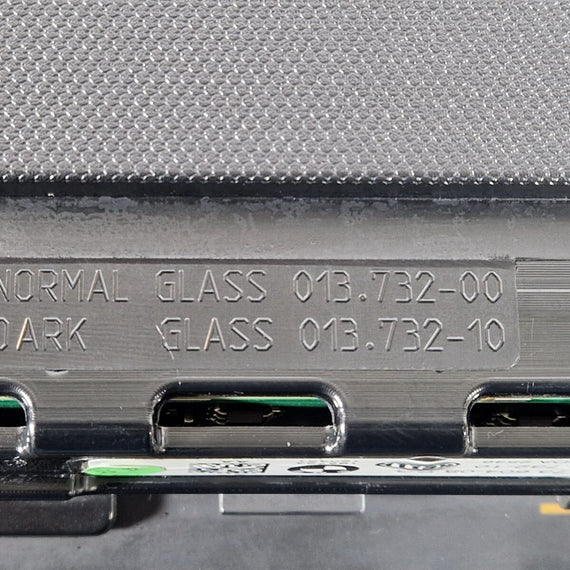 NORMAL GLASS 013.732-00
DARK GLASS 013.732-10